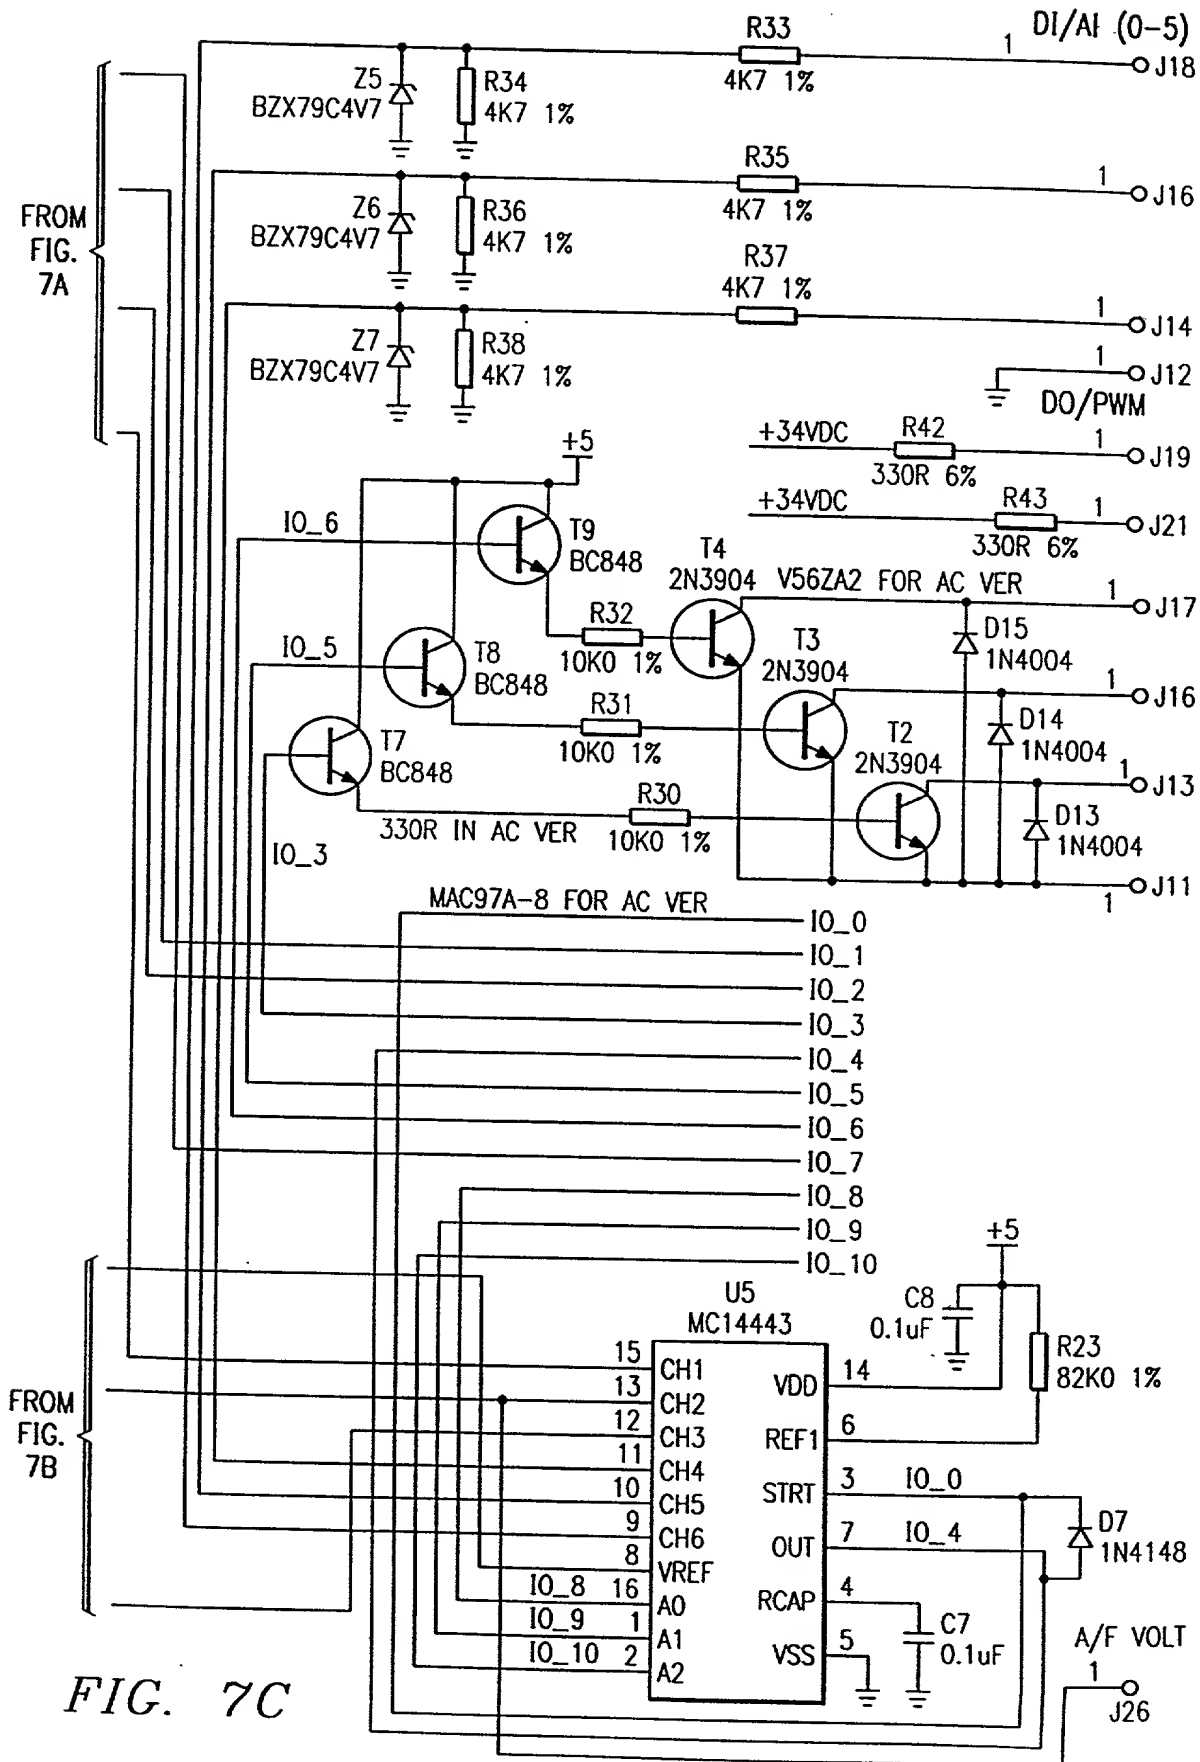 DI/AI (0-5)
R33
1
J18
4K7 1%
Z5
BZX79C4V7
R34
4K7 1%
R35
1
J16
4K7 1%
FROM
FIG.
7A
Z6
BZX79C4V7
R36
4K7 1%
R37
4K7 1%
1
J14
Z7
BZX79C4V7
R38
4K7 1%
1
J12
DO/PWM
+34VDC
R42
1
J19
330R 6%
+5
+34VDC
R43
1
J21
330R 6%
IO_6
T9
BC848
T4
2N3904
V56ZA2 FOR AC VER
1
J17
R32
10K0 1%
D15
1N4004
IO_5
T8
BC848
T3
2N3904
1
J16
R31
10K0 1%
D14
1N4004
T7
BC848
T2
2N3904
1
J13
R30
330R IN AC VER
10K0 1%
D13
1N4004
IO_3
1
J11
MAC97A-8 FOR AC VER
IO_0
IO_1
IO_2
IO_3
IO_4
IO_5
IO_6
IO_7
IO_8
IO_9
IO_10
+5
U5
MC14443
C8
0.1uF
R23
82K0 1%
FROM
FIG.
7B
15 CH1
13 CH2
12 CH3
11 CH4
10 CH5
9 CH6
8 VREF
IO_8 16 A0
IO_9 1 A1
IO_10 2 A2
VDD 14
REF1 6
STRT 3 IO_0
OUT 7 IO_4
RCAP 4
VSS 5
D7
1N4148
C7
0.1uF
A/F VOLT
1
J26
FIG. 7C